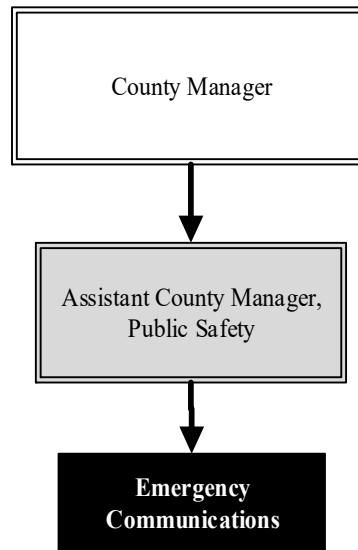 County Manager
Assistant County Manager,
Public Safety
Emergency
Communications